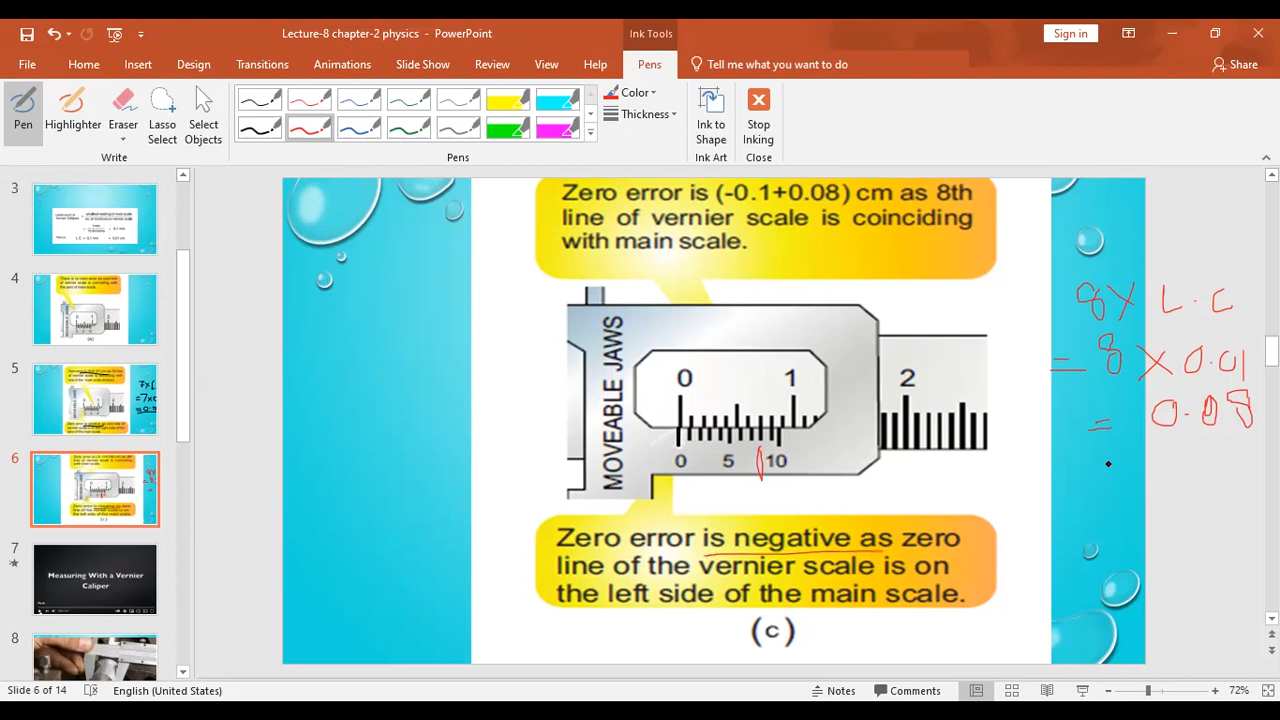 Lecture-8 chapter-2 physics - PowerPoint
Ink Tools
Sign in
File Home Insert Design Transitions Animations Slide Show Review View Help Pens Tell me what you want to do Share
Pen Highlighter Eraser Lasso Select Select Objects
Color
Thickness
Ink to Shape
Stop Inking
Write Pens Ink Art Close
3
4
5
6
7
Measuring With a Vernier
Caliper
8
Zero error is (-0.1+0.08) cm as 8th
line of vernier scale is coinciding
with main scale.
MOVEABLE JAWS
0 1 2
0 5 10
Zero error is negative as zero
line of the vernier scale is on
the left side of the main scale.
(c)
8 X L.C
= 8 X 0.01
= 0.08
Slide 6 of 14 English (United States) Notes Comments 72%